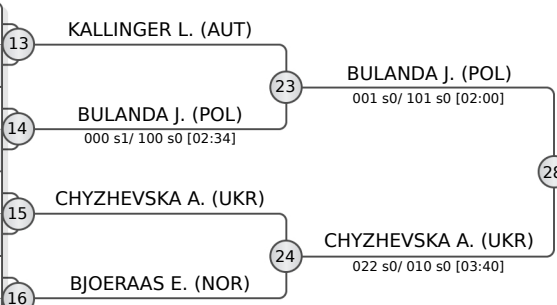 KALLINGER L. (AUT)
13
BULANDA J. (POL)
23
001 s0/ 101 s0 [02:00]
BULANDA J. (POL)
14
000 s1/ 100 s0 [02:34]
28
CHYZHEVSKA A. (UKR)
15
CHYZHEVSKA A. (UKR)
24
022 s0/ 010 s0 [03:40]
BJOERAAS E. (NOR)
16